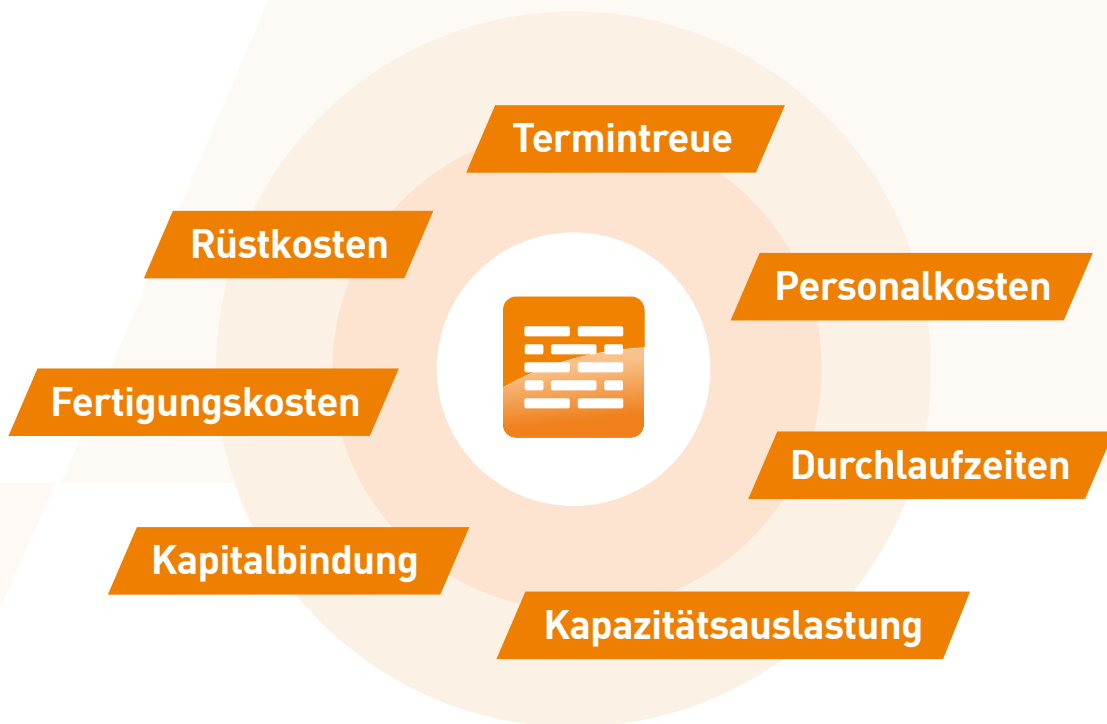 Termintreue
Rüstkosten
Personalkosten
Fertigungskosten
Durchlaufzeiten
Kapitalbindung
Kapazitätsauslastung